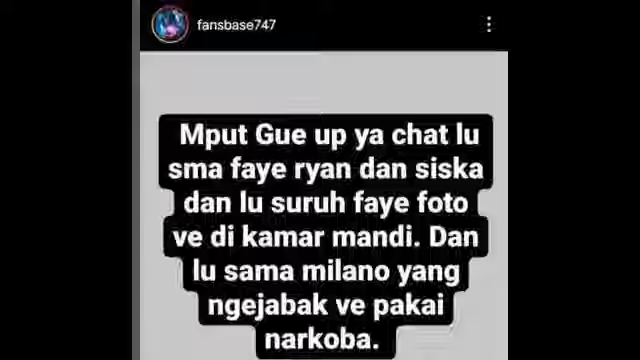 fansbase747
Mput Gue up ya chat lu
sma faye ryan dan siska
dan lu suruh faye foto
ve di kamar mandi. Dan
lu sama milano yang
ngejabak ve pakai
narkoba.